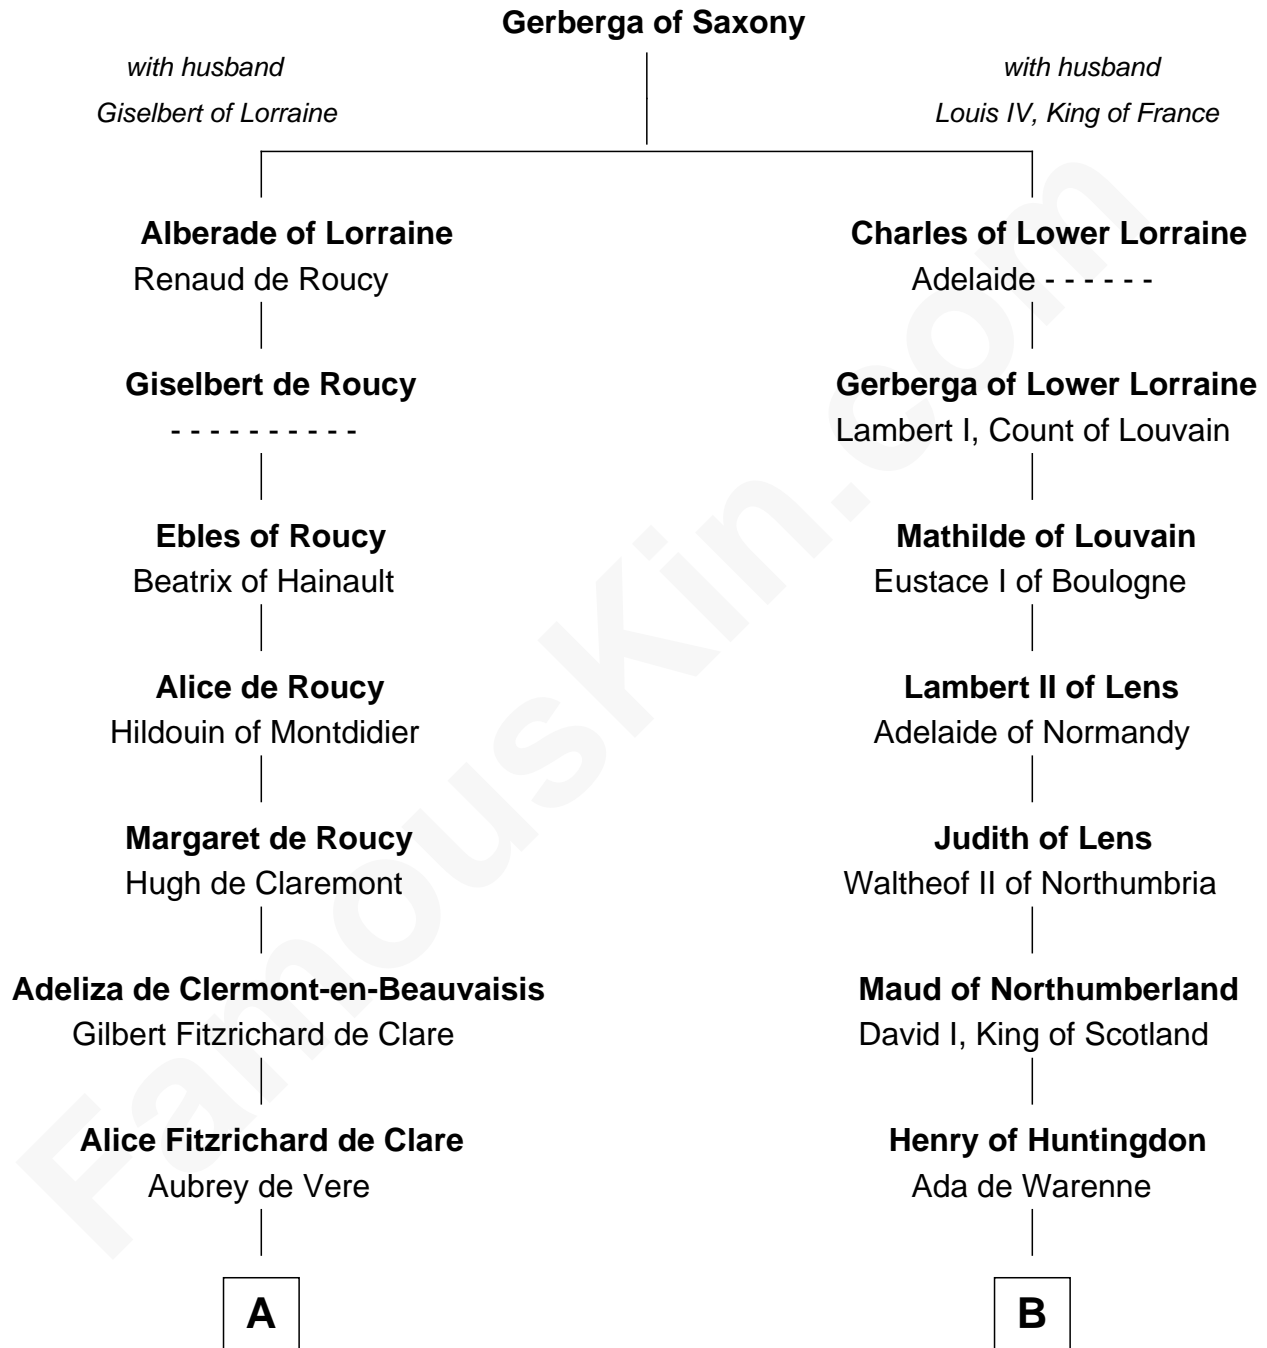 Gerberga of Saxony
with husband
Giselbert of Lorraine
with husband
Louis IV, King of France
Alberade of Lorraine
Renaud de Roucy
Charles of Lower Lorraine
Adelaide - - - - - -
Giselbert de Roucy
- - - - - - - - - -
Gerberga of Lower Lorraine
Lambert I, Count of Louvain
Ebles of Roucy
Beatrix of Hainault
Mathilde of Louvain
Eustace I of Boulogne
Alice de Roucy
Hildouin of Montdidier
Lambert II of Lens
Adelaide of Normandy
Margaret de Roucy
Hugh de Claremont
Judith of Lens
Waltheof II of Northumbria
Adeliza de Clermont-en-Beauvaisis
Gilbert Fitzrichard de Clare
Maud of Northumberland
David I, King of Scotland
Alice Fitzrichard de Clare
Aubrey de Vere
Henry of Huntingdon
Ada de Warenne
A
B
FamousKin.com